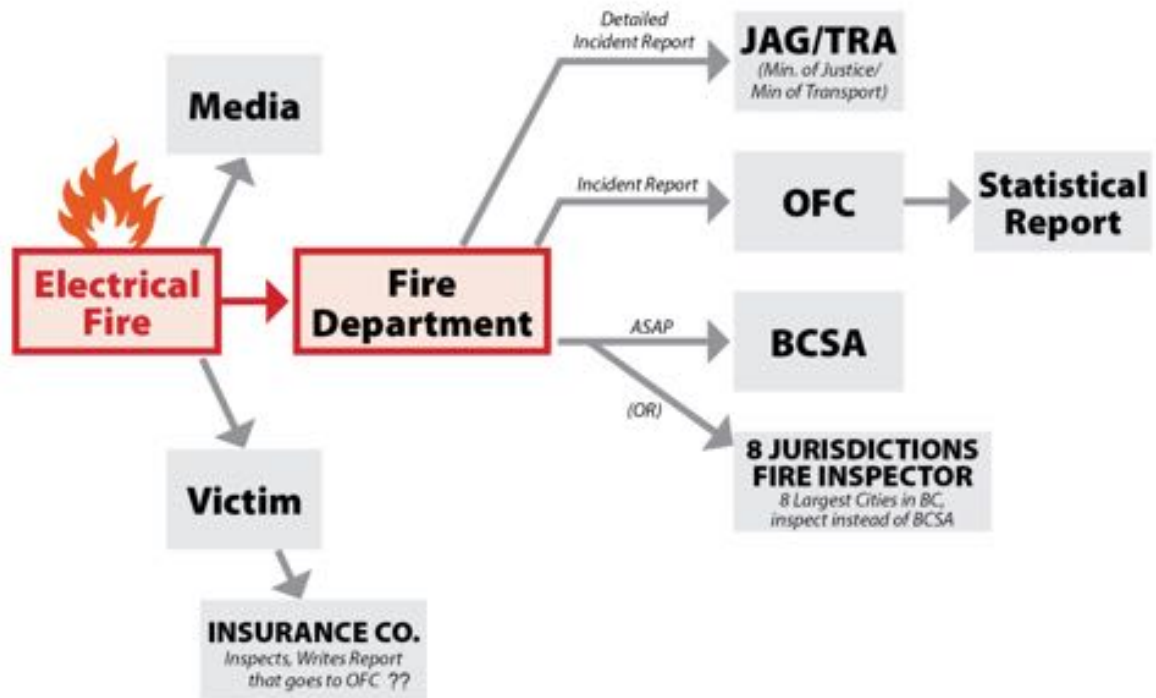 Detailed
Incident Report
JAG/TRA
(Min. of Justice/
Min of Transport)
Media
Incident Report
OFC
Statistical
Report
Electrical
Fire
Fire
Department
ASAP
BCSA
(OR)
8 JURISDICTIONS
FIRE INSPECTOR
8 Largest Cities in BC,
inspect instead of BCSA
Victim
INSURANCE CO.
Inspects, Writes Report
that goes to OFC ??